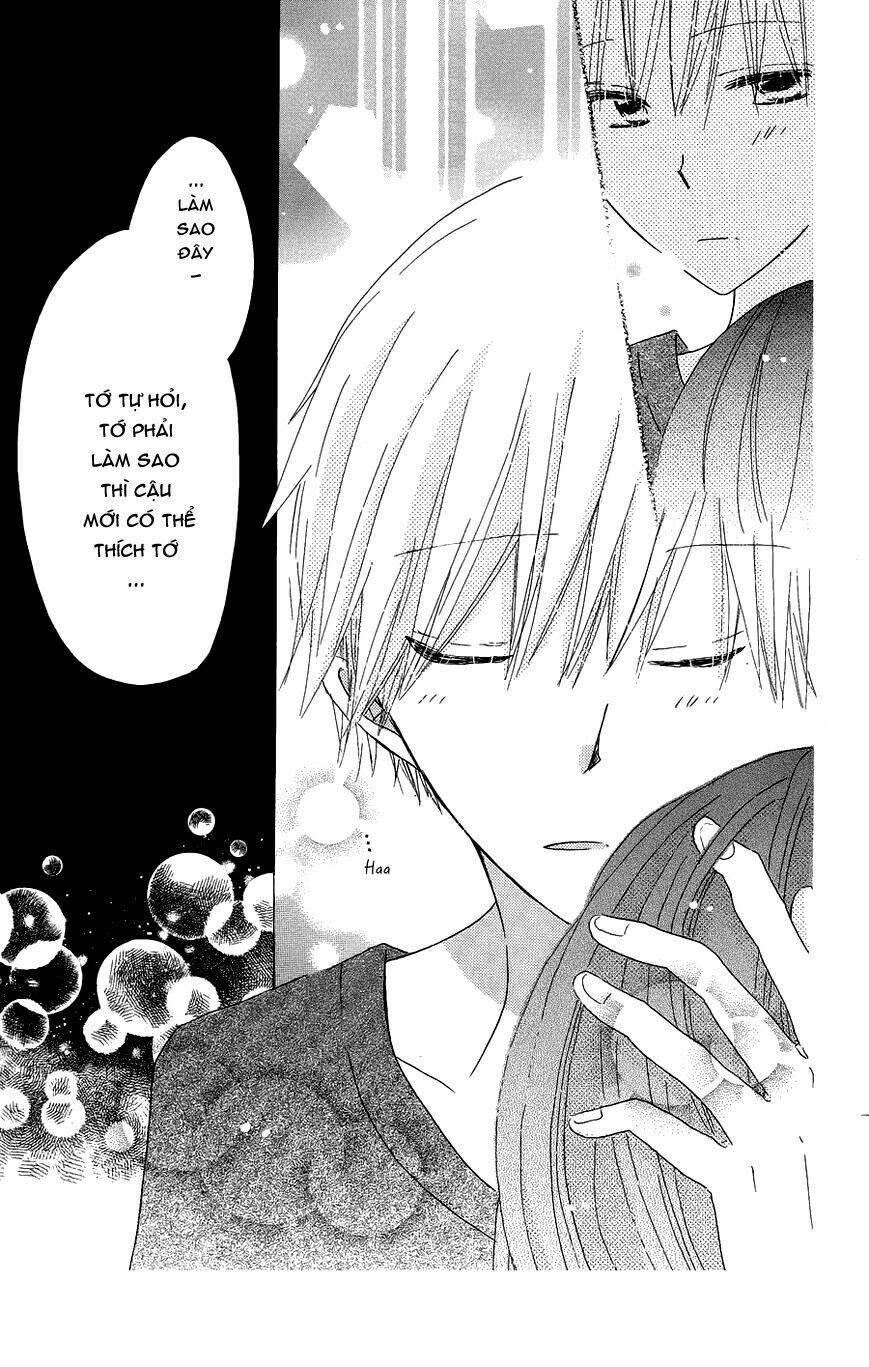 ...
LÀM
SAO
ĐÂY
-
TỚ TỰ HỎI,
TỚ PHẢI
LÀM SAO
THÌ CẬU
MỚI CÓ THỂ
THÍCH TỚ
...
...
Haa